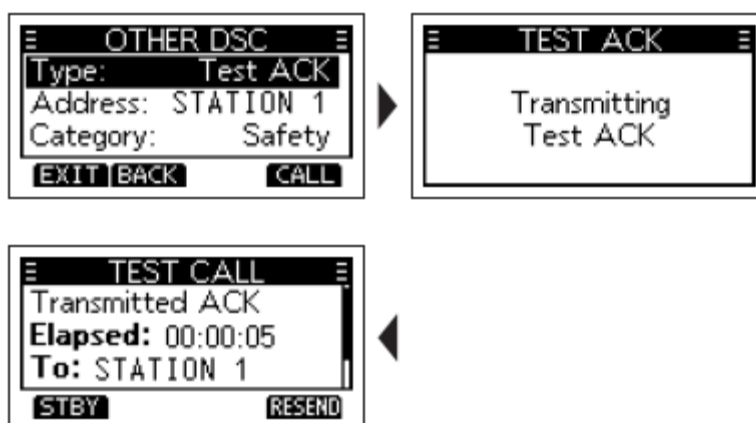 OTHER DSC
Type: Test ACK
Address: STATION 1
Category: Safety
EXIT BACK CALL
TEST ACK
Transmitting
Test ACK
TEST CALL
Transmitted ACK
Elapsed: 00:00:05
To: STATION 1
STBY RESEND